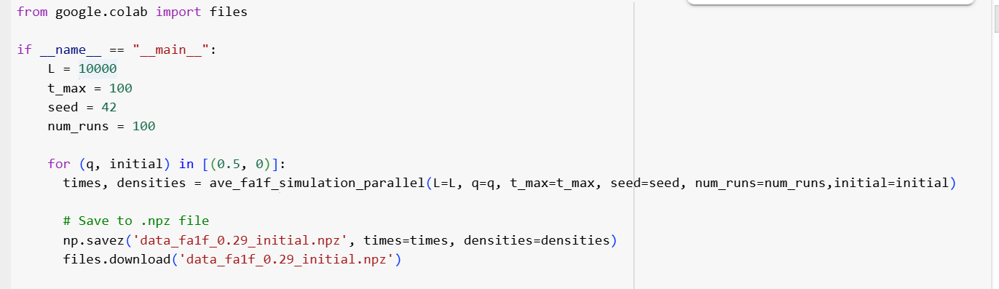 from google.colab import files
if __name__ == "__main__":
L = 10000
t_max = 100
seed = 42
num_runs = 100
for (q, initial) in [(0.5, 0)]:
times, densities = ave_fa1f_simulation_parallel(L=L, q=q, t_max=t_max, seed=seed, num_runs=num_runs,initial=initial)
# Save to .npz file
np.savez('data_fa1f_0.29_initial.npz', times=times, densities=densities)
files.download('data_fa1f_0.29_initial.npz')